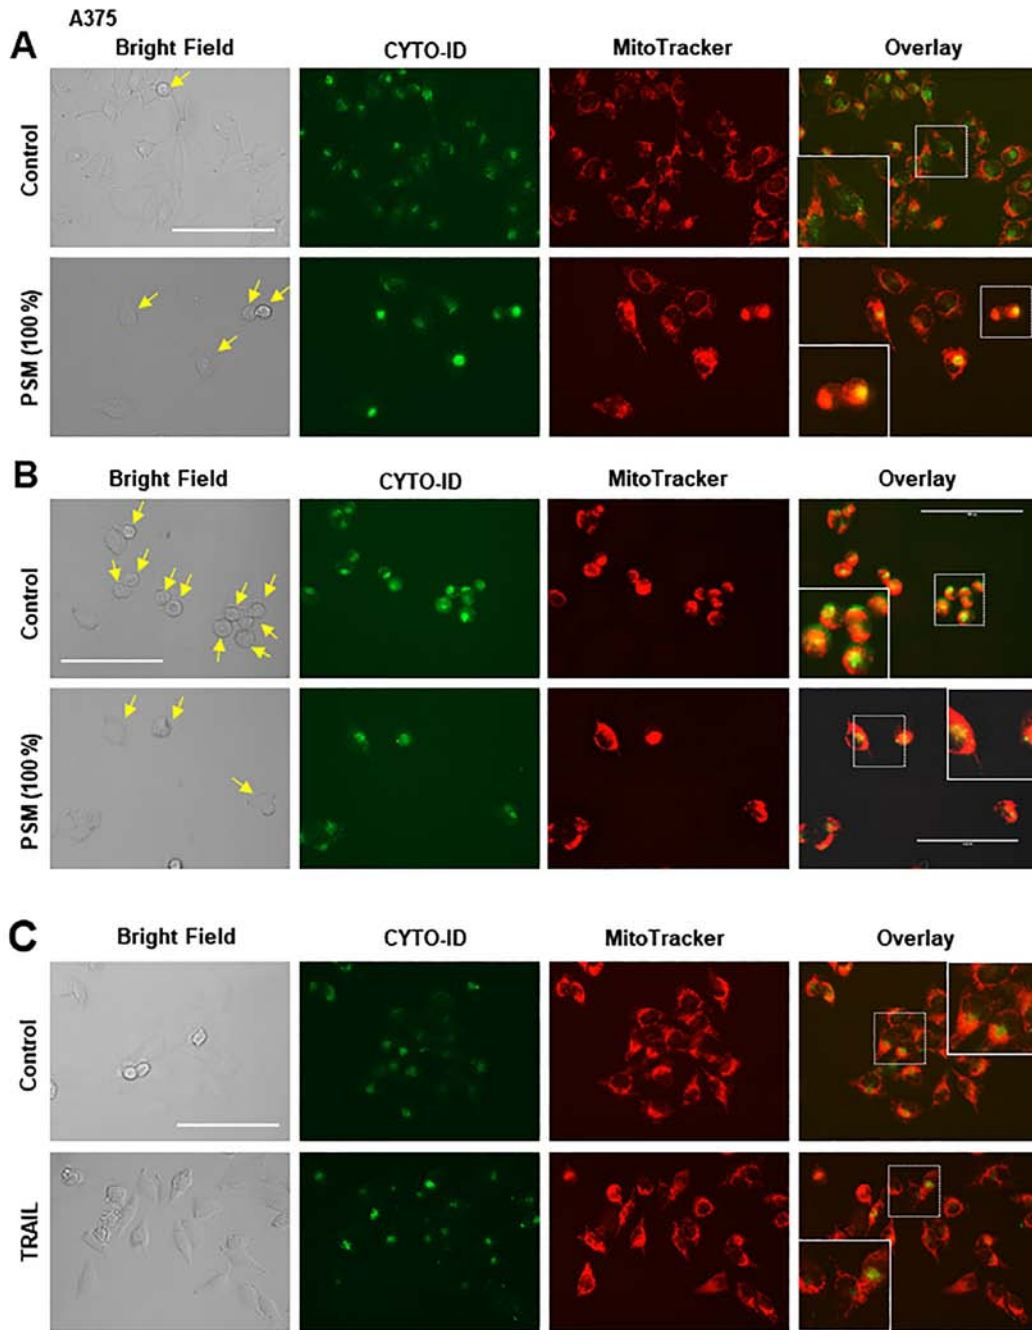 A375
A
Bright Field CYTO-ID MitoTracker Overlay
Control
PSM (100 %)
B
Bright Field CYTO-ID MitoTracker Overlay
Control
PSM (100 %)
C
Bright Field CYTO-ID MitoTracker Overlay
Control
TRAIL